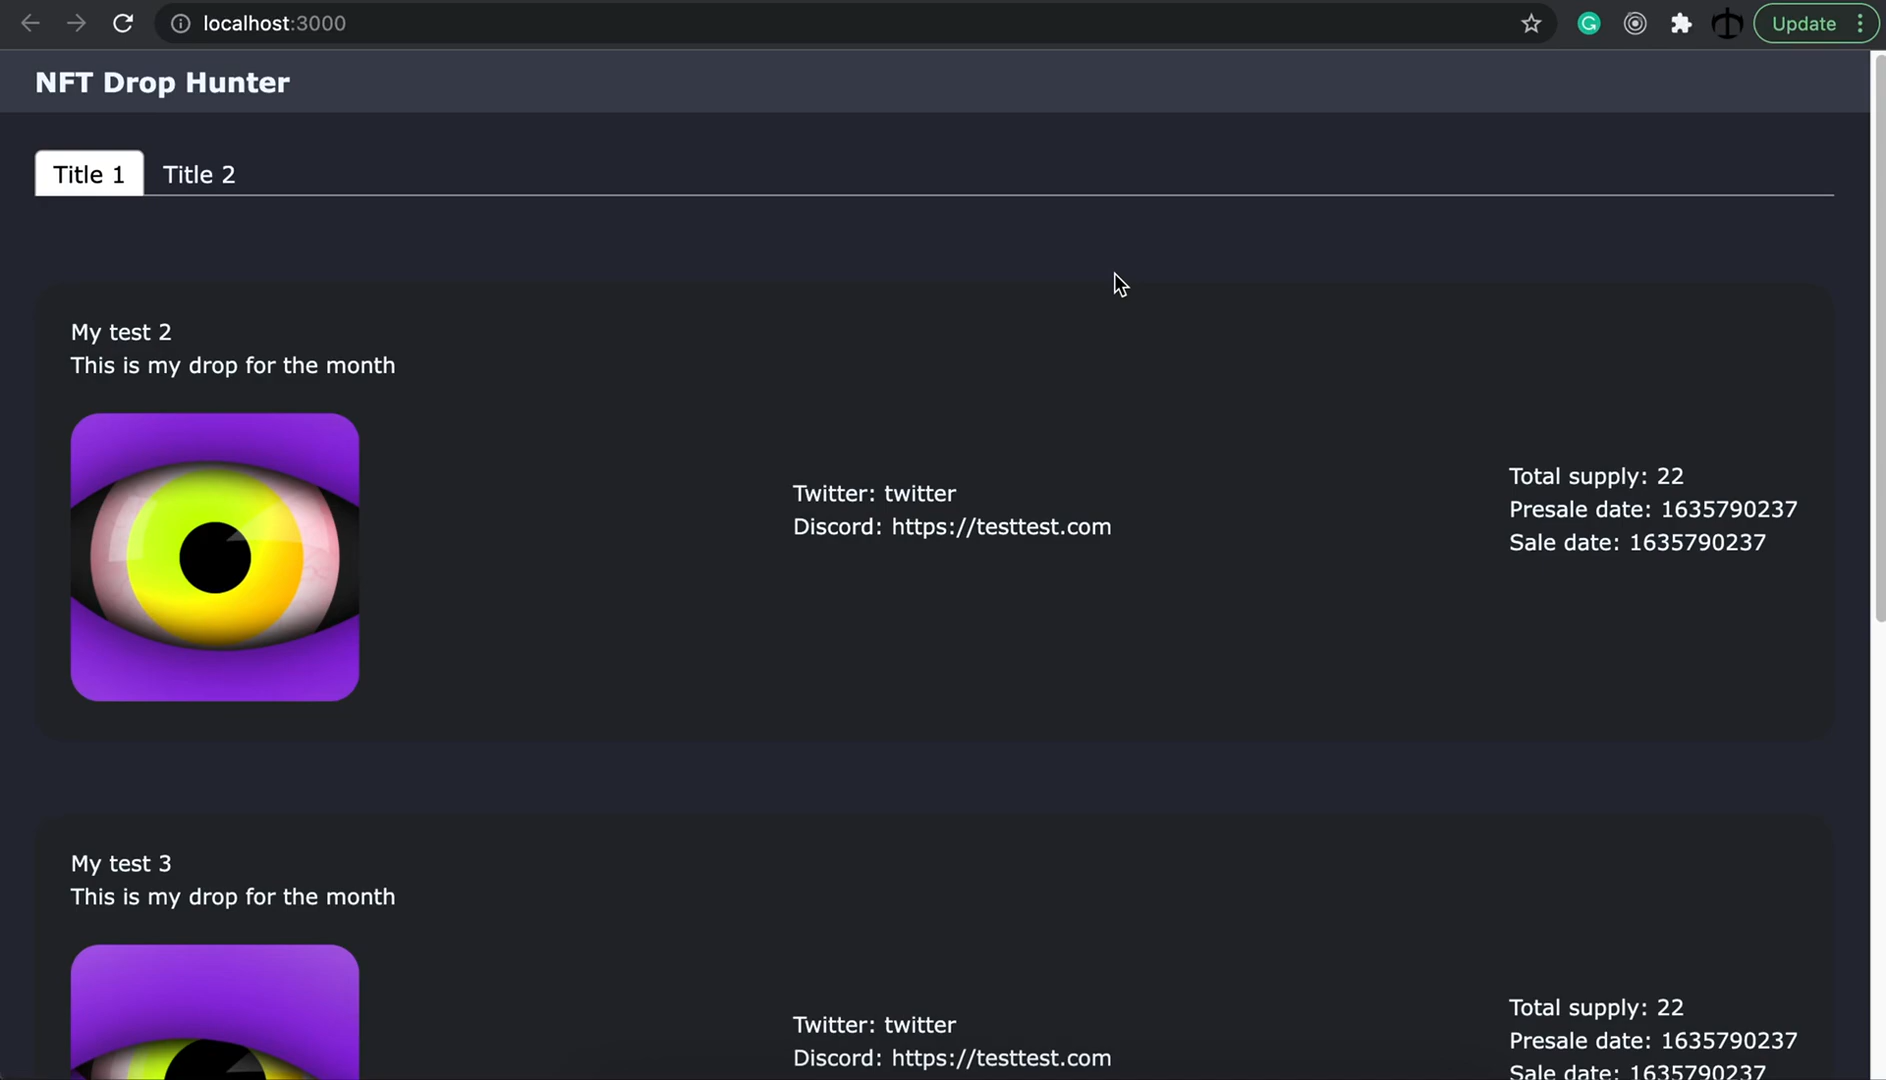 localhost:3000
Update
NFT Drop Hunter
Title 1 Title 2
My test 2
This is my drop for the month
Twitter: twitter
Discord: https://testtest.com
Total supply: 22
Presale date: 1635790237
Sale date: 1635790237
My test 3
This is my drop for the month
Twitter: twitter
Discord: https://testtest.com
Total supply: 22
Presale date: 1635790237
Sale date: 1635790237